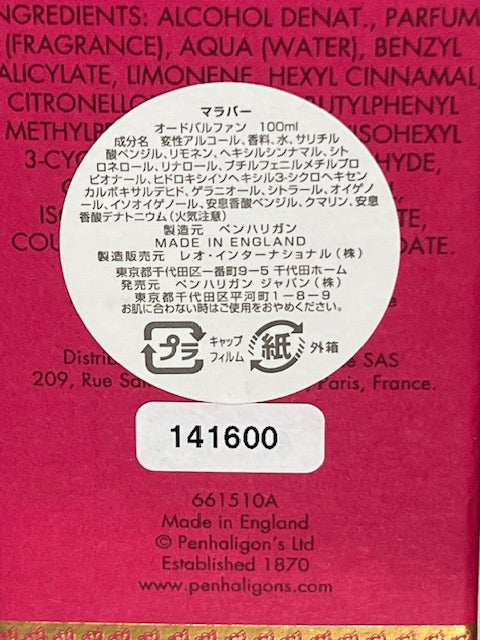 INGREDIENTS: ALCOHOL DENAT., PARFUM
(FRAGRANCE), AQUA (WATER), BENZYL
ALICYLATE, LIMONENE, HEXYL CINNAMAL,
CITRONELLO
BUTYLPHENYL
METHYLPR
ISOHEXYL
3-CYC
HYDE,
マラバー
オードパルファン 100ml
成分名 変性アルコール、香料、水、サリチル
酸ベンジル、リモネン、ヘキシルシンナマル、シト
ロネロール、リナロール、ブチルフェニルメチルプロ
ピオナール、ヒドロキシイソヘキシル3-シクロヘキセン
カルボキサルデヒド、ゲラニオール、シトラール、オイゲノ
ール、イソオイゲノール、安息香酸ベンジル、クマリン、安息
香酸デナトニウム(火気注意)
製造元 ペンハリガン
MADE IN ENGLAND
製造販売元 レオ・インターナショナル(株)
東京都千代田区一番町9-5 千代田ホーム
発売元 ペンハリガン ジャパン(株)
東京都千代田区平河町1-8-9
お肌に合わない時はご使用をおやめください。
プラ キャップ フィルム 紙 外箱
COU
DATE.
Distrib
e SAS
209, Rue Sai
Paris, France.
141600
661510A
Made in England
© Penhaligon's Ltd
Established 1870
www.penhaligons.com